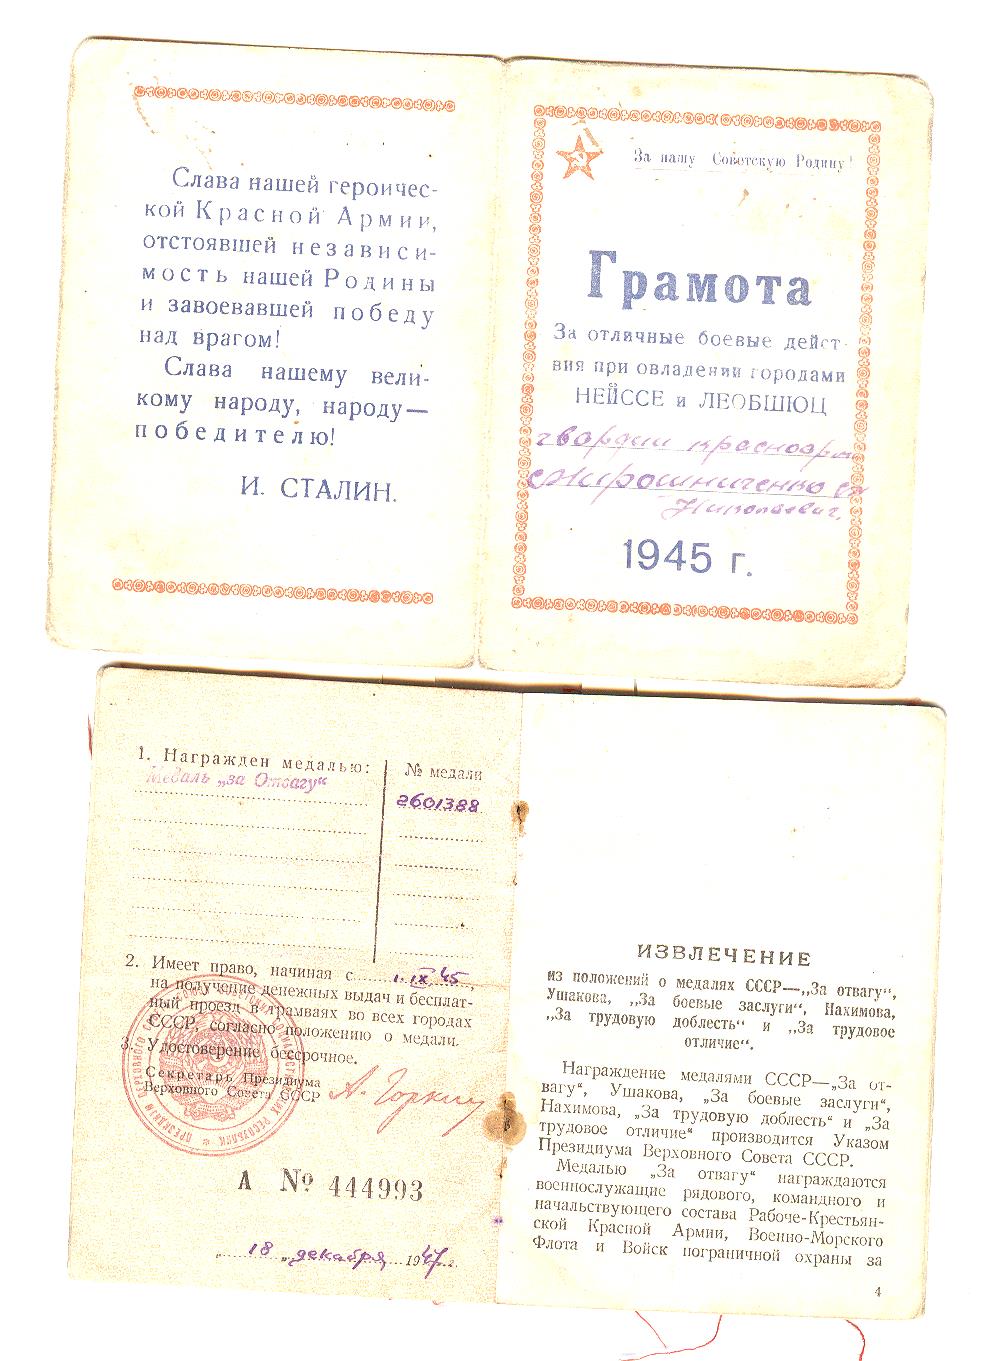 Слава нашей героичес-
кой Красной Армии,
отстоявшей независи-
мость нашей Родины
и завоевавшей победу
над врагом!
Слава нашему вели-
кому народу, народу—
победителю!
И. СТАЛИН.
За нашу Советскую Родину!
Грамота
За отличные боевые дейст-
вия при овладении городами
НЕЙССЕ и ЛЕОБШЮЦ
гвардии красноарм
Мирошниченко
Николаевич.
1945 г.
1. Награжден медалью:
Медаль „за Отвагу“
№ медали
2601388
2. Имеет право, начиная с 1.IX 45,
на получение денежных выдач и бесплат-
ный проезд в трамваях во всех городах
СССР, согласно положению о медали.
3. Удостоверение бессрочное.
Секретарь Президиума
Верховного Совета СССР
А. Горкин
А № 444993
„18„ декабря 1947 г.
ИЗВЛЕЧЕНИЕ
из положений о медалях СССР—„За отвагу“,
Ушакова, „За боевые заслуги“, Нахимова,
„За трудовую доблесть“ и „За трудовое
отличие“.
Награждение медалями СССР—„За от-
вагу“, Ушакова, „За боевые заслуги“,
Нахимова, „За трудовую доблесть“ и „За
трудовое отличие“ производится Указом
Президиума Верховного Совета СССР.
Медалью „За отвагу“ награждаются
военнослужащие рядового, командного и
начальствующего состава Рабоче-Крестьян-
ской Красной Армии, Военно-Морского
Флота и Войск пограничной охраны за
4